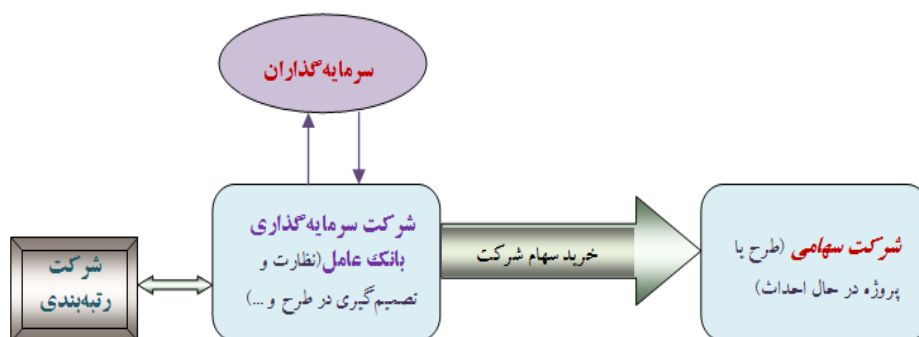 سرمایه‌گذاران
شرکت سرمایه‌گذاری
بانک عامل(نظارت و
تصمیم‌گیری در طرح و ...)
خرید سهام شرکت
شرکت سهامی (طرح یا
پروژه در حال احداث)
شرکت
رتبه‌بندی